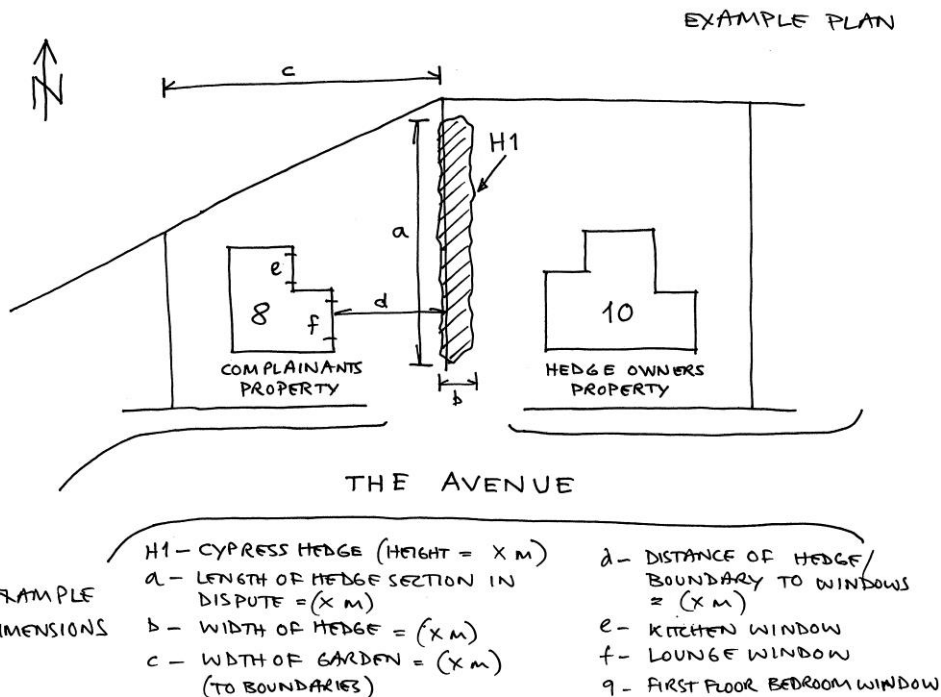 EXAMPLE PLAN
N
c
H1
a
e
d
8
f
10
COMPLAINANTS
PROPERTY
HEDGE OWNERS
PROPERTY
b
THE AVENUE
H1 - CYPRESS HEDGE (HEIGHT = X M)
a - LENGTH OF HEDGE SECTION IN
DISPUTE = (X M)
b - WIDTH OF HEDGE = (X M)
c - WDTH OF GARDEN = (X M)
(TO BOUNDARIES)
XAMPLE
IMENSIONS
d - DISTANCE OF HEDGE/
BOUNDARY TO WINDOWS
= (X M)
e - KITCHEN WINDOW
f - LOUNGE WINDOW
9 - FIRST FLOOR BEDROOM WINDOW